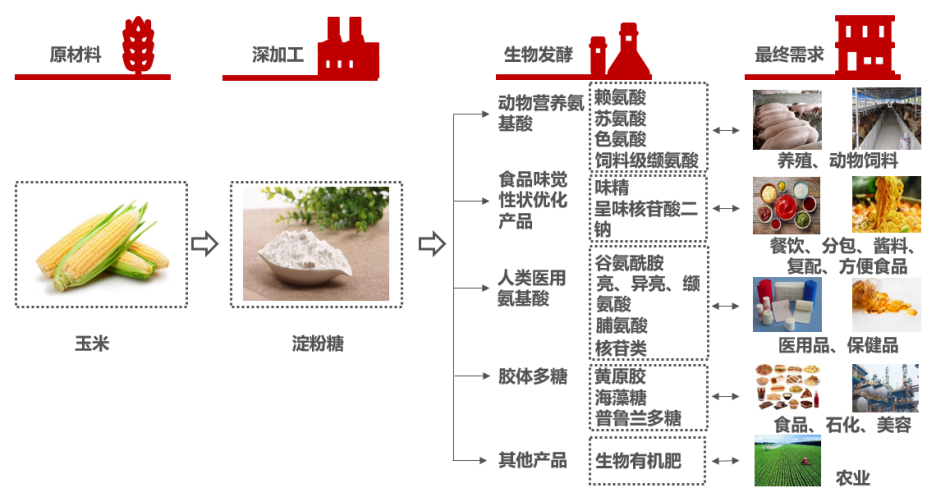 原材料
深加工
生物发酵
最终需求
玉米
淀粉糖
动物营养氨
基酸
赖氨酸
苏氨酸
色氨酸
饲料级缬氨酸
养殖、动物饲料
食品味觉
性状优化
产品
味精
呈味核苷酸二
钠
餐饮、分包、酱料、
复配、方便食品
人类医用
氨基酸
谷氨酰胺
亮、异亮、缬
氨酸
脯氨酸
核苷类
医用品、保健品
胶体多糖
黄原胶
海藻糖
普鲁兰多糖
食品、石化、美容
其他产品
生物有机肥
农业